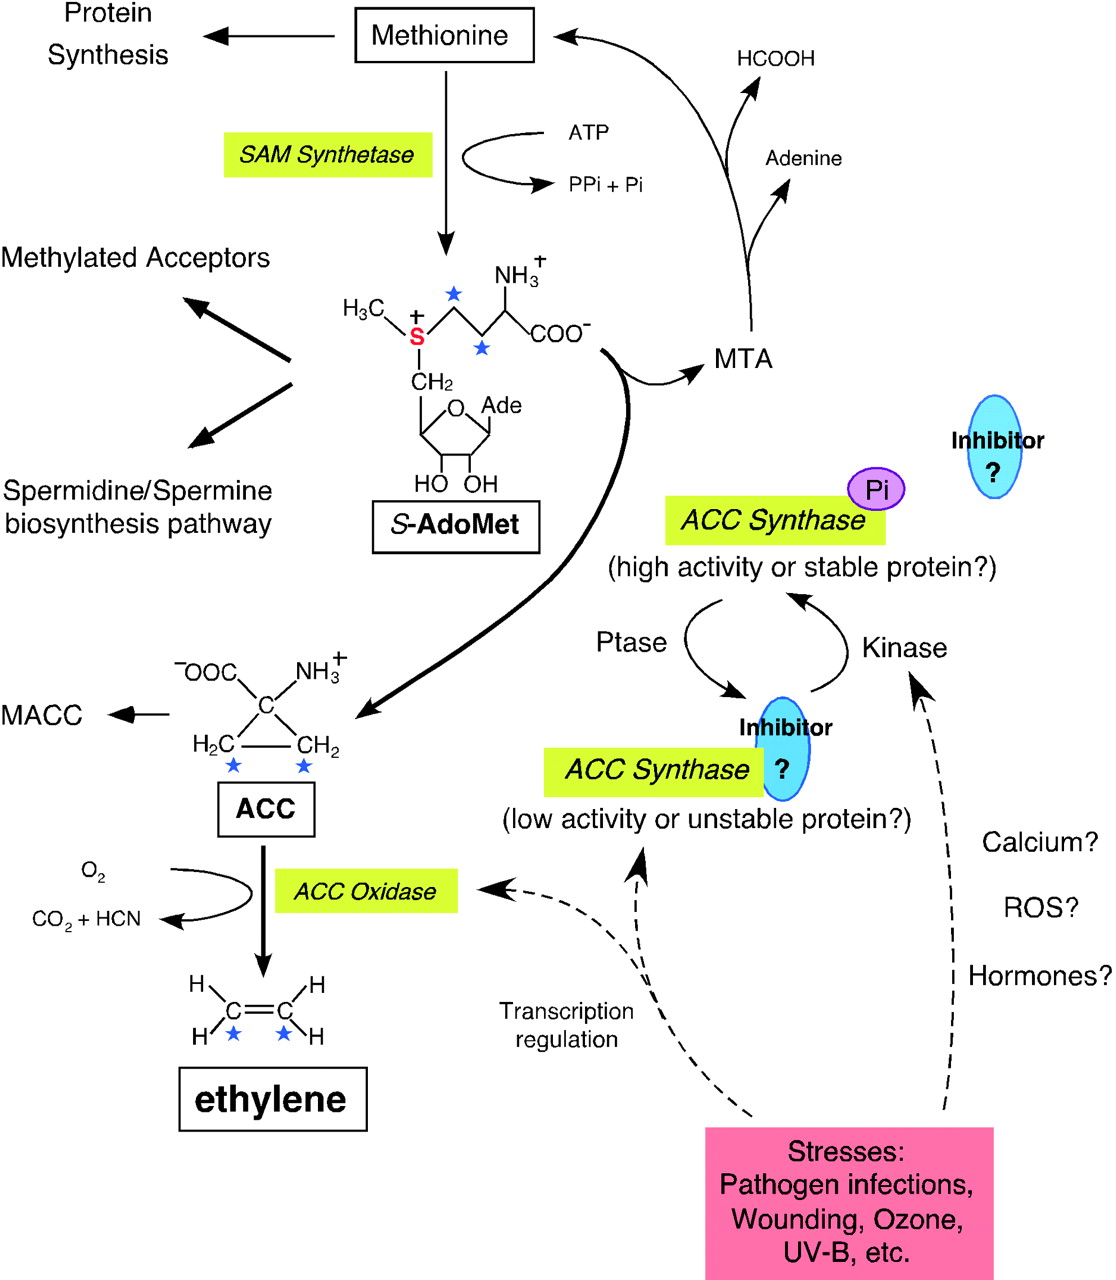 Protein
Synthesis
Methionine
HCOOH
SAM Synthetase
ATP
PPi + Pi
Adenine
Methylated Acceptors
NH₃⁺
H₃C
S⁺
COO⁻
CH₂
O
Ade
HO OH
S-AdoMet
MTA
Spermidine/Spermine
biosynthesis pathway
Inhibitor
?
Pi
ACC Synthase
(high activity or stable protein?)
Ptase
Kinase
⁻OOC
NH₃⁺
C
H₂C
CH₂
MACC
ACC
Inhibitor
?
ACC Synthase
(low activity or unstable protein?)
O₂
CO₂ + HCN
ACC Oxidase
Calcium?
ROS?
Hormones?
H H
C=C
H H
ethylene
Transcription
regulation
Stresses:
Pathogen infections,
Wounding, Ozone,
UV-B, etc.